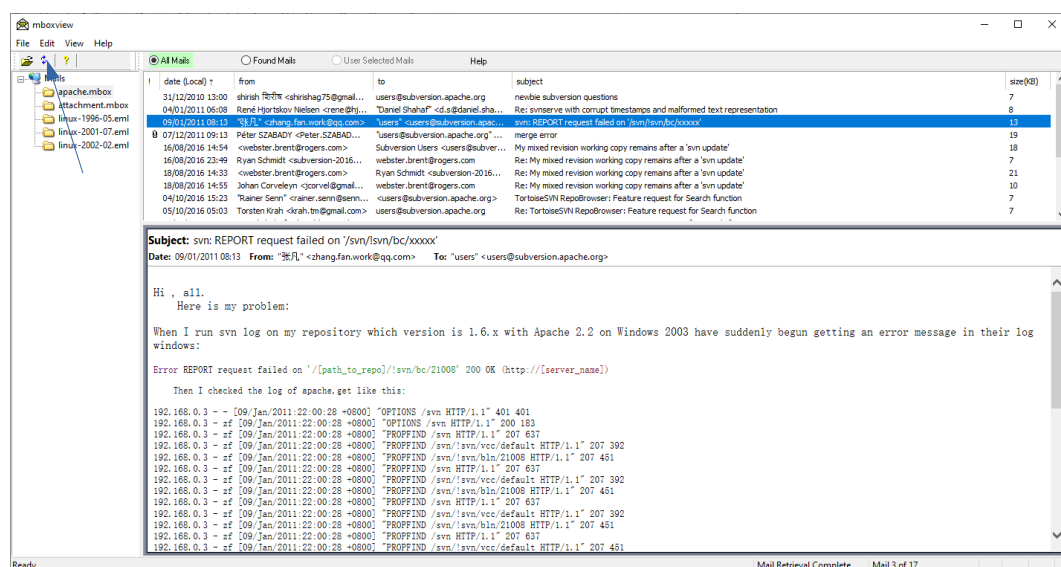 mboxview
File Edit View Help
?
All Mails Found Mails User Selected Mails Help
Mails
apache.mbox
attachment.mbox
linux-1996-05.eml
linux-2001-07.eml
linux-2002-02.eml
! date (Local) ↑ from to subject size(KB)
31/12/2010 13:00 shirish शिरीष <shirishag75@gmail... users@subversion.apache.org newbie subversion questions 7
04/01/2011 06:08 René Hjortskov Nielsen <rene@hj... "Daniel Shahaf" <d.s@daniel.sha... Re: svnserve with corrupt timestamps and malformed text representation 8
09/01/2011 08:13 "张凡" <zhang.fan.work@qq.com> "users" <users@subversion.apac... svn: REPORT request failed on '/svn/!svn/bc/xxxxx' 13
07/12/2011 09:13 Péter SZABADY <Peter.SZABAD... "users@subversion.apache.org" ... merge error 19
16/08/2016 14:54 <webster.brent@rogers.com> Subversion Users <users@subver... My mixed revision working copy remains after a 'svn update' 18
16/08/2016 23:49 Ryan Schmidt <subversion-2016... webster.brent@rogers.com Re: My mixed revision working copy remains after a 'svn update' 7
18/08/2016 14:33 <webster.brent@rogers.com> Ryan Schmidt <subversion-2016... Re: My mixed revision working copy remains after a 'svn update' 21
18/08/2016 14:55 Johan Corveleyn <jcorvel@gmail... webster.brent@rogers.com Re: My mixed revision working copy remains after a 'svn update' 10
04/10/2016 15:23 "Rainer Senn" <rainer.senn@senn... <users@subversion.apache.org> TortoiseSVN RepoBrowser: Feature request for Search function 7
05/10/2016 05:03 Torsten Krah <krah.tm@gmail.com> users@subversion.apache.org Re: TortoiseSVN RepoBrowser: Feature request for Search function 7
Subject: svn: REPORT request failed on '/svn/!svn/bc/xxxxx'
Date: 09/01/2011 08:13 From: "张凡" <zhang.fan.work@qq.com> To: "users" <users@subversion.apache.org>
Hi , all.
Here is my problem:
When I run svn log on my repository which version is 1.6.x with Apache 2.2 on Windows 2003 have suddenly begun getting an error message in their log
windows:
Error REPORT request failed on '/[path_to_repo]/!svn/bc/21008' 200 OK (http://[server_name])
Then I checked the log of apache,get like this:
192.168.0.3 - - [09/Jan/2011:22:00:28 +0800] "OPTIONS /svn HTTP/1.1" 401 401
192.168.0.3 - zf [09/Jan/2011:22:00:28 +0800] "OPTIONS /svn HTTP/1.1" 200 183
192.168.0.3 - zf [09/Jan/2011:22:00:28 +0800] "PROPFIND /svn HTTP/1.1" 207 637
192.168.0.3 - zf [09/Jan/2011:22:00:28 +0800] "PROPFIND /svn/!svn/vcc/default HTTP/1.1" 207 392
192.168.0.3 - zf [09/Jan/2011:22:00:28 +0800] "PROPFIND /svn/!svn/bln/21008 HTTP/1.1" 207 451
192.168.0.3 - zf [09/Jan/2011:22:00:28 +0800] "PROPFIND /svn HTTP/1.1" 207 637
192.168.0.3 - zf [09/Jan/2011:22:00:28 +0800] "PROPFIND /svn/!svn/vcc/default HTTP/1.1" 207 392
192.168.0.3 - zf [09/Jan/2011:22:00:28 +0800] "PROPFIND /svn/!svn/bln/21008 HTTP/1.1" 207 451
192.168.0.3 - zf [09/Jan/2011:22:00:28 +0800] "PROPFIND /svn HTTP/1.1" 207 637
192.168.0.3 - zf [09/Jan/2011:22:00:28 +0800] "PROPFIND /svn/!svn/vcc/default HTTP/1.1" 207 392
192.168.0.3 - zf [09/Jan/2011:22:00:28 +0800] "PROPFIND /svn/!svn/bln/21008 HTTP/1.1" 207 451
192.168.0.3 - zf [09/Jan/2011:22:00:28 +0800] "PROPFIND /svn HTTP/1.1" 207 637
192.168.0.3 - zf [09/Jan/2011:22:00:28 +0800] "PROPFIND /svn/!svn/vcc/default HTTP/1.1" 207 451
Ready Mail Retrieval Complete Mail 3 of 17